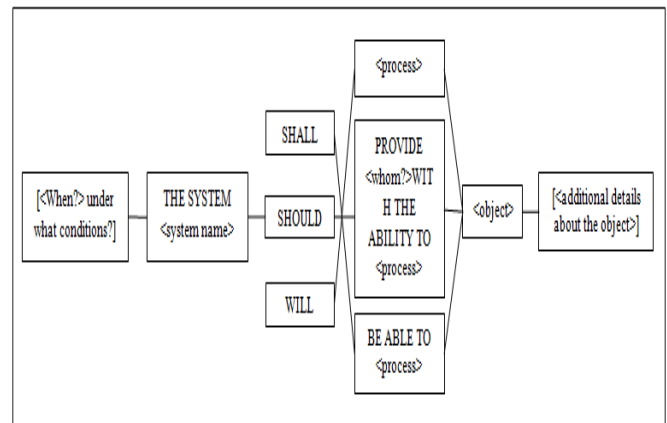 [<When?> under
what conditions?]
THE SYSTEM
<system name>
SHALL
SHOULD
WILL
<process>
PROVIDE
<whom?>WIT
H THE
ABILITY TO
<process>
BE ABLE TO
<process>
<object>
[<additional details
about the object>]